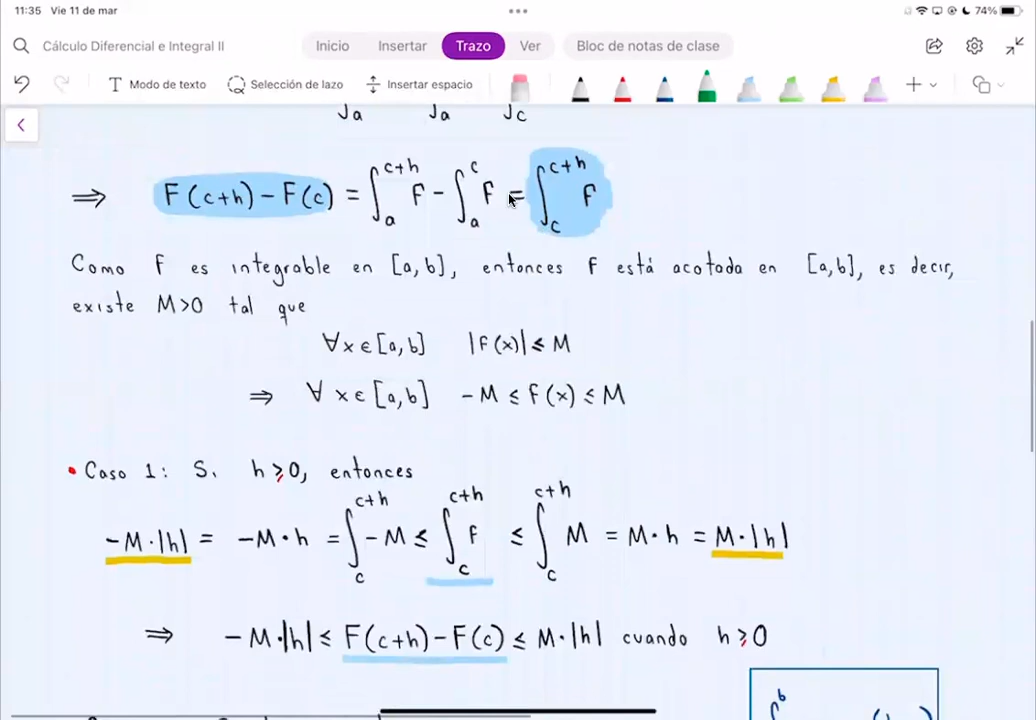 11:35 Vie 11 de mar 74%
Cálculo Diferencial e Integral II Inicio Insertar Trazo Ver Bloc de notas de clase
T Modo de texto Selección de lazo Insertar espacio
∫a ∫a ∫c
⟹ F(c+h)-F(c) = ∫_a^{c+h} f - ∫_a^c f = ∫_c^{c+h} f
Como f es integrable en [a,b], entonces f está acotada en [a,b], es decir,
existe M>0 tal que
∀x∈[a,b] |f(x)| ≤ M
⟹ ∀ x∈[a,b] -M ≤ f(x) ≤ M
• Caso 1: Si h≥0, entonces
-M·|h| = -M·h = ∫_c^{c+h} -M ≤ ∫_c^{c+h} f ≤ ∫_c^{c+h} M = M·h = M·|h|
⟹ -M·|h| ≤ F(c+h)-F(c) ≤ M·|h| cuando h≥0